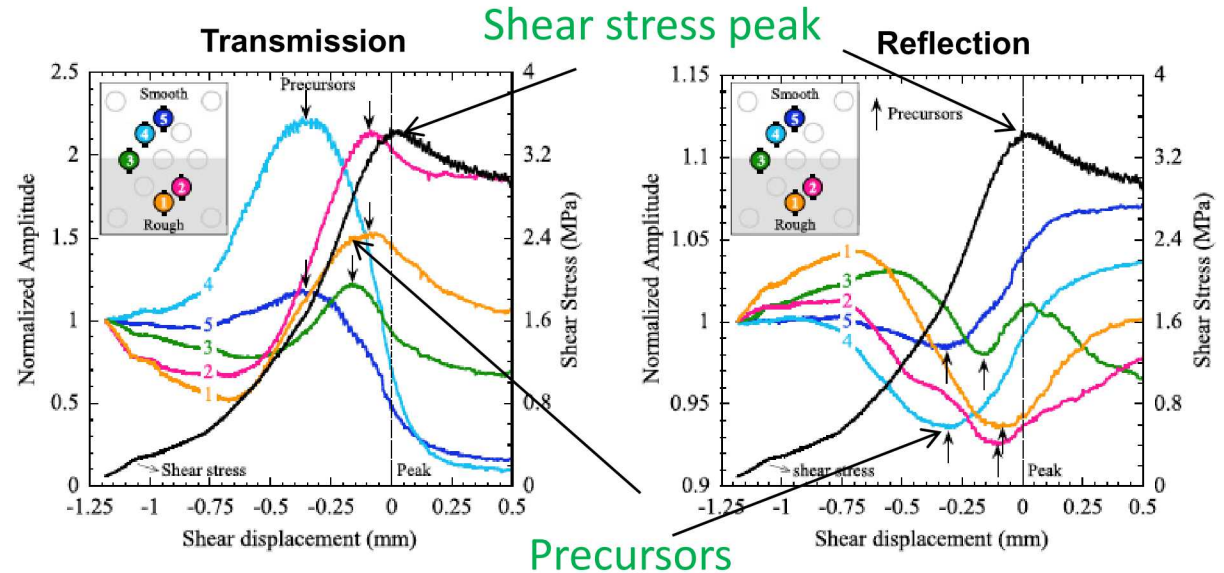 Shear stress peak
Transmission
2.5
2
1.5
1
0.5
0
Normalized Amplitude
Smooth
5
4
3
2
1
Rough
Precursors
4
5
3
2
1
Shear stress
Peak
4
3.2
2.4
1.6
0.8
0
Shear Stress (MPa)
-1.25 -1 -0.75 -0.5 -0.25 0 0.25 0.5
Shear displacement (mm)
Reflection
1.15
1.1
1.05
1
0.95
0.9
Normalized Amplitude
Smooth
5
4
3
2
1
Rough
Precursors
1
3
2
5
4
shear stress
Peak
4
3.2
2.4
1.6
0.8
0
Shear Stress (MPa)
-1.25 -1 -0.75 -0.5 -0.25 0 0.25 0.5
Shear displacement (mm)
Precursors